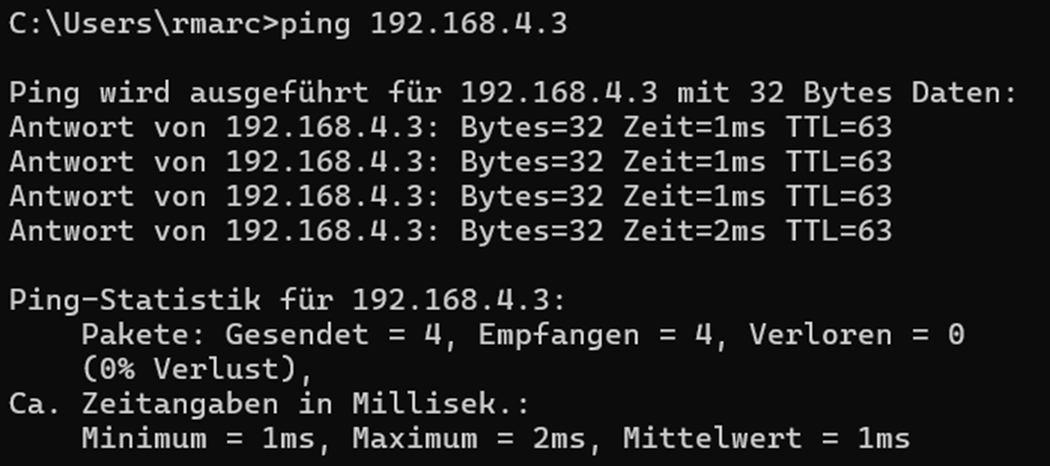 C:\Users\rmarc>ping 192.168.4.3
Ping wird ausgeführt für 192.168.4.3 mit 32 Bytes Daten:
Antwort von 192.168.4.3: Bytes=32 Zeit=1ms TTL=63
Antwort von 192.168.4.3: Bytes=32 Zeit=1ms TTL=63
Antwort von 192.168.4.3: Bytes=32 Zeit=1ms TTL=63
Antwort von 192.168.4.3: Bytes=32 Zeit=2ms TTL=63
Ping-Statistik für 192.168.4.3:
    Pakete: Gesendet = 4, Empfangen = 4, Verloren = 0
    (0% Verlust),
Ca. Zeitangaben in Millisek.:
    Minimum = 1ms, Maximum = 2ms, Mittelwert = 1ms